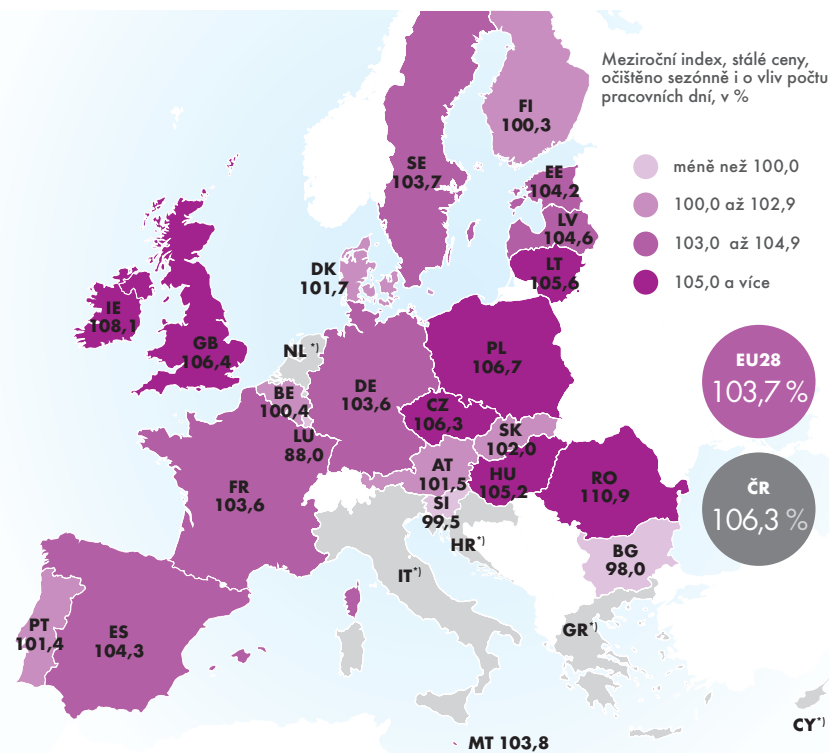 Meziroční index, stálé ceny,
očištěno sezónně i o vliv počtu
pracovních dní, v %
méně než 100,0
100,0 až 102,9
103,0 až 104,9
105,0 a více
FI
100,3
SE
103,7
EE
104,2
LV
104,6
LT
105,6
DK
101,7
IE
108,1
GB
106,4
NL*)
PL
106,7
EU28
103,7 %
DE
103,6
BE
100,4
CZ
106,3
SK
102,0
LU
88,0
AT
101,5
HU
105,2
RO
110,9
ČR
106,3 %
FR
103,6
SI
99,5
HR*)
BG
98,0
IT*)
PT
101,4
ES
104,3
GR*)
CY*)
MT 103,8